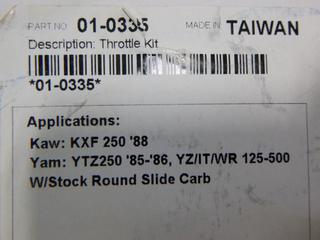 PART NO 01-0335 MADE IN: TAIWAN
Description: Throttle Kit
*01-0335*
Applications:
Kaw: KXF 250 '88
Yam: YTZ250 '85-'86, YZ/IT/WR 125-500
W/Stock Round Slide Carb